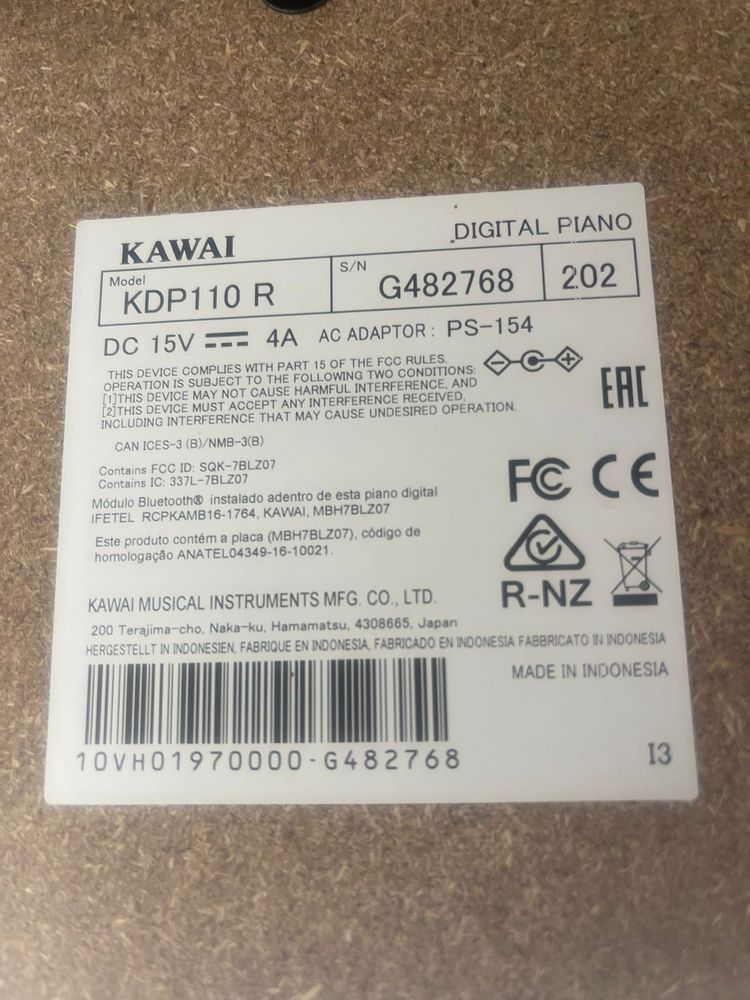 KAWAI
DIGITAL PIANO
Model KDP110 R S/N G482768 202
DC 15V 4A AC ADAPTOR : PS-154
THIS DEVICE COMPLIES WITH PART 15 OF THE FCC RULES.
OPERATION IS SUBJECT TO THE FOLLOWING TWO CONDITIONS:
[1]THIS DEVICE MAY NOT CAUSE HARMFUL INTERFERENCE, AND
[2]THIS DEVICE MUST ACCEPT ANY INTERFERENCE RECEIVED,
INCLUDING INTERFERENCE THAT MAY CAUSE UNDESIRED OPERATION.
EAC
CAN ICES-3 (B)/NMB-3(B)
Contains FCC ID: SQK-7BLZ07
Contains IC: 337L-7BLZ07
FC CE
Módulo Bluetooth® instalado adentro de esta piano digital
IFETEL RCPKAMB16-1764, KAWAI, MBH7BLZ07
Este produto contém a placa (MBH7BLZ07), código de
homologação ANATEL04349-16-10021.
R-NZ
KAWAI MUSICAL INSTRUMENTS MFG. CO., LTD.
200 Terajima-cho, Naka-ku, Hamamatsu, 4308665, Japan
HERGESTELLT IN INDONESIEN, FABRIQUE EN INDONESIA, FABRICADO EN INDONESIA FABBRICATO IN INDONESIA
MADE IN INDONESIA
10VH01970000-G482768
I3